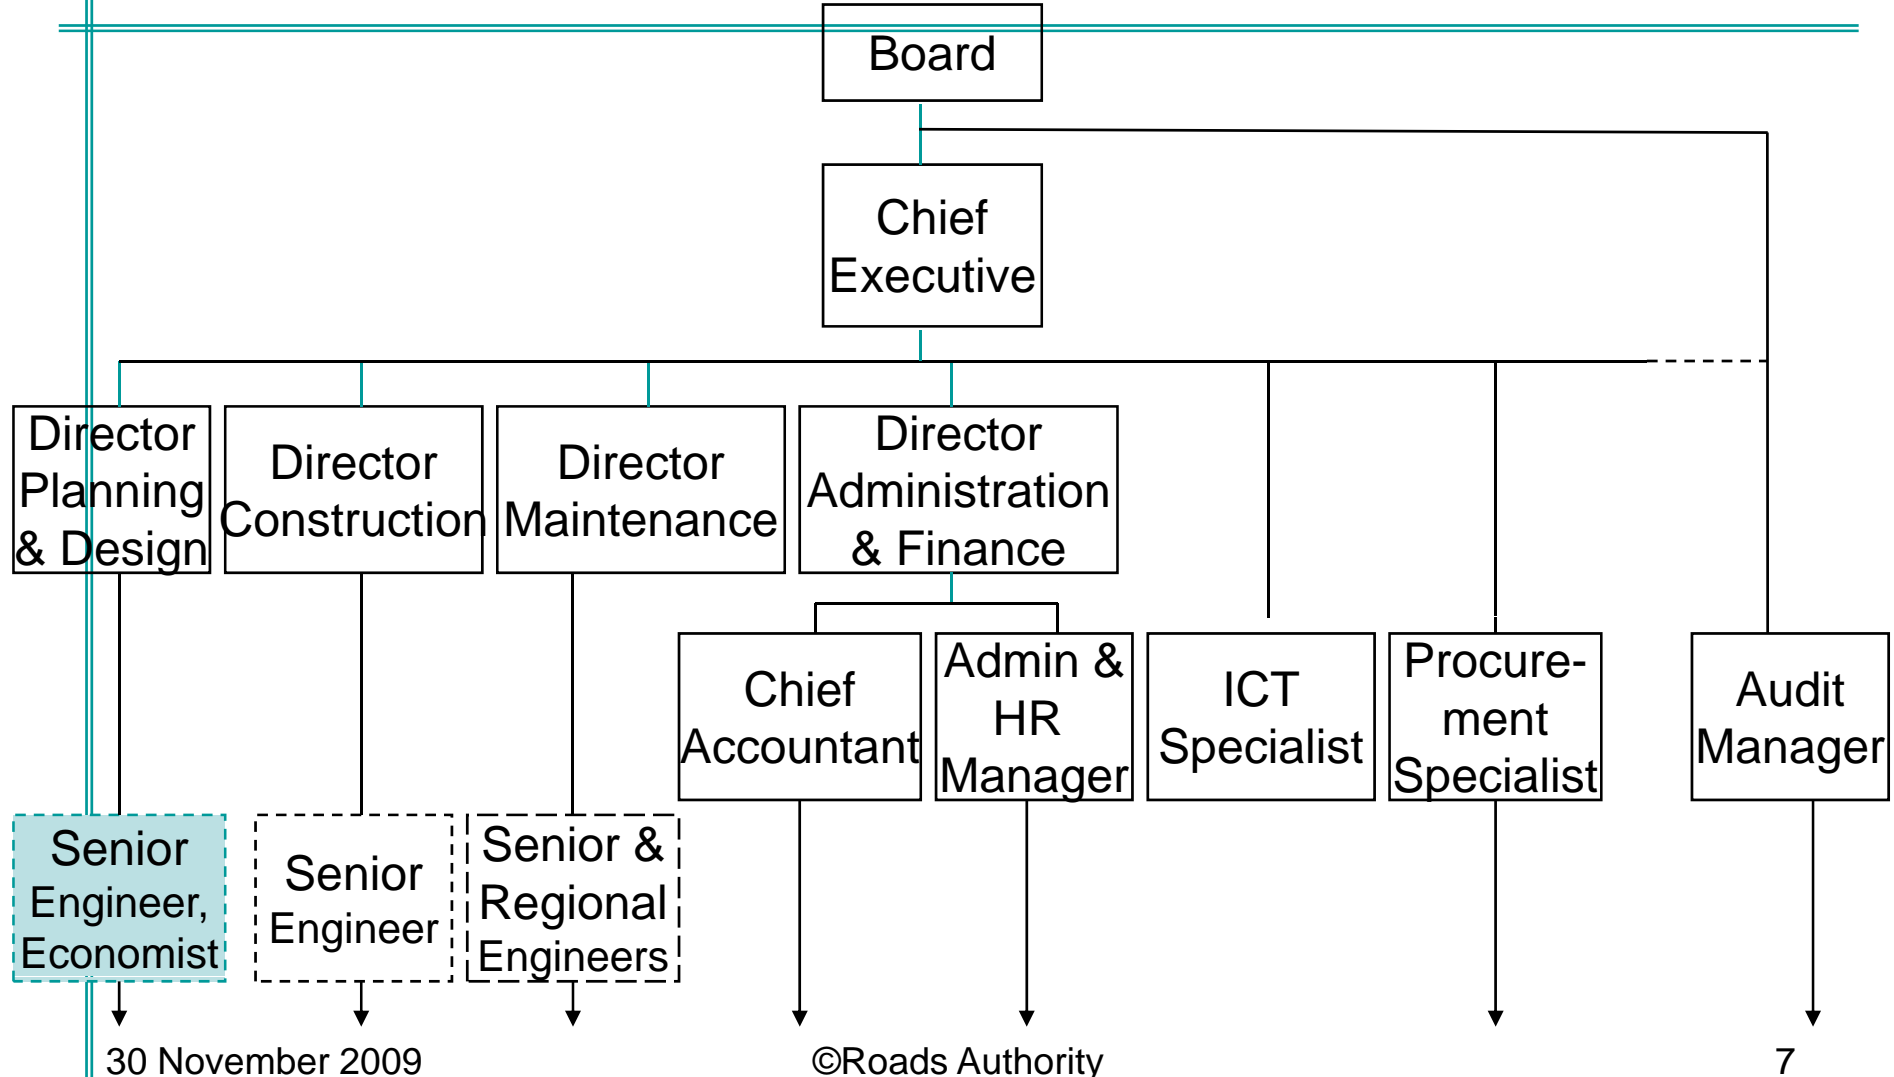 Board
Chief
Executive
Director
Planning
& Design
Director
Construction
Director
Maintenance
Director
Administration
& Finance
Chief
Accountant
Admin &
HR
Manager
ICT
Specialist
Procure-
ment
Specialist
Audit
Manager
Senior
Engineer,
Economist
Senior
Engineer
Senior &
Regional
Engineers
30 November 2009
©Roads Authority
7